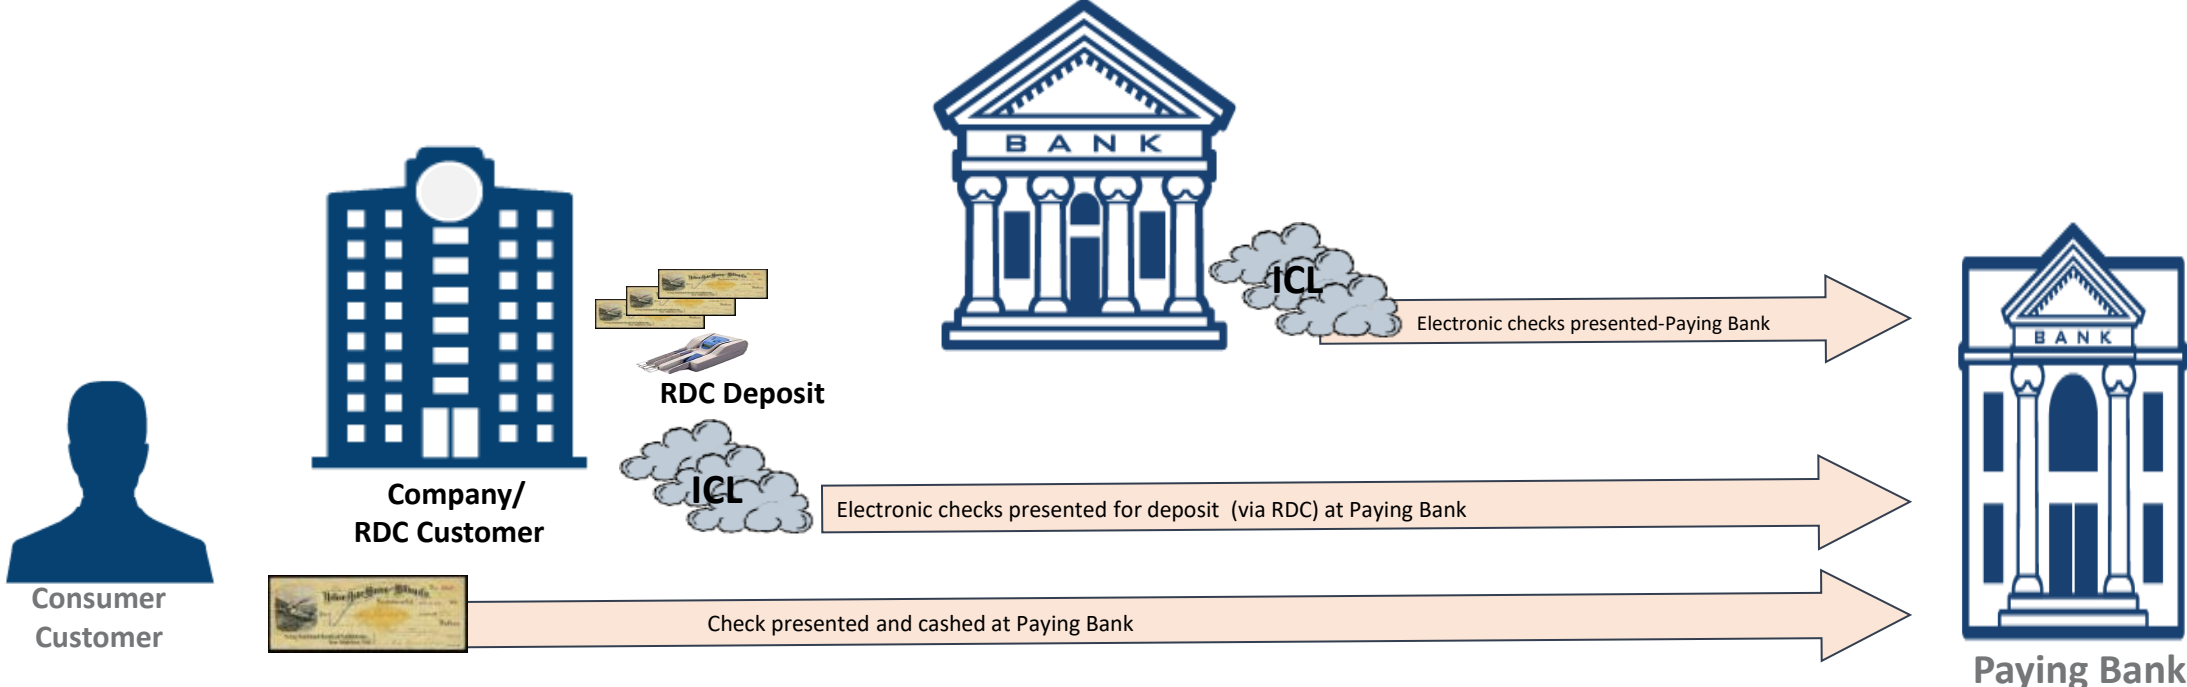 BANK
ICL
Electronic checks presented-Paying Bank
BANK
RDC Deposit
ICL
Company/
RDC Customer
Electronic checks presented for deposit  (via RDC) at Paying Bank
Consumer
Customer
Check presented and cashed at Paying Bank
Paying Bank